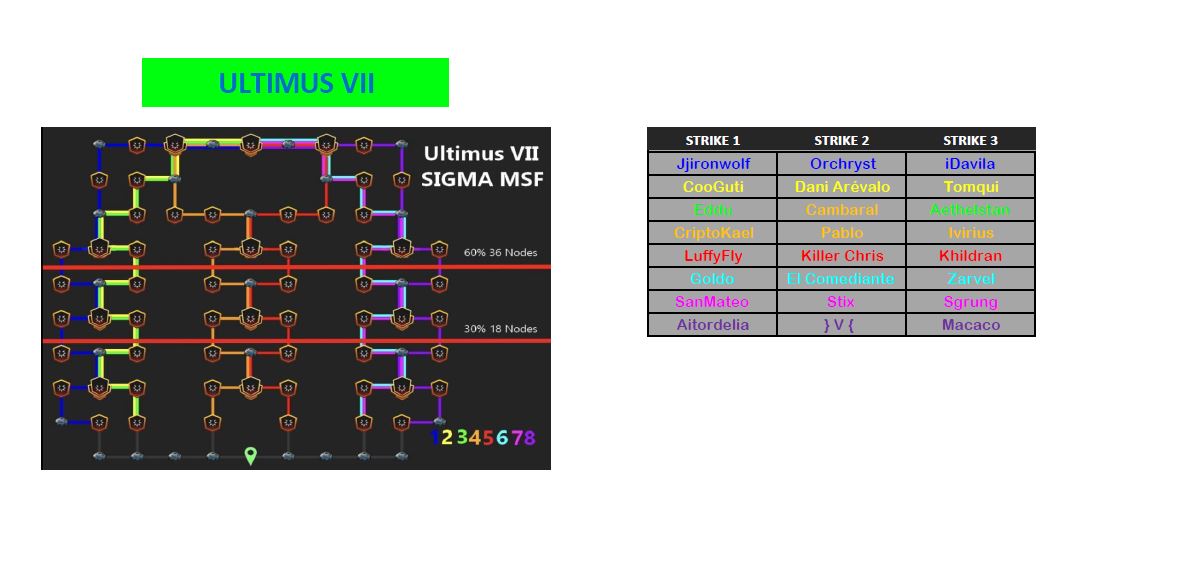 ULTIMUS VII
Ultimus VII
SIGMA MSF
60% 36 Nodes
30% 18 Nodes
12345678
STRIKE 1 STRIKE 2 STRIKE 3
Jjironwolf Orchryst iDavila
CooGuti Dani Arévalo Tomqui
Eddu Cambaral Aethelstan
CriptoKael Pablo Ivirius
LuffyFly Killer Chris Khildran
Goldo El Comediante Zarvel
SanMateo Stix Sgrung
Aitordelia } V { Macaco